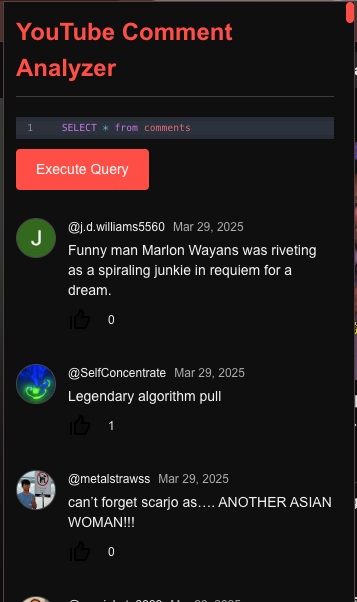 YouTube Comment
Analyzer
1 SELECT * from comments
Execute Query
J
@j.d.williams5560 Mar 29, 2025
Funny man Marlon Wayans was riveting
as a spiraling junkie in requiem for a
dream.
0
@SelfConcentrate Mar 29, 2025
Legendary algorithm pull
1
@metalstrawss Mar 29, 2025
can't forget scarjo as.... ANOTHER ASIAN
WOMAN!!!
0